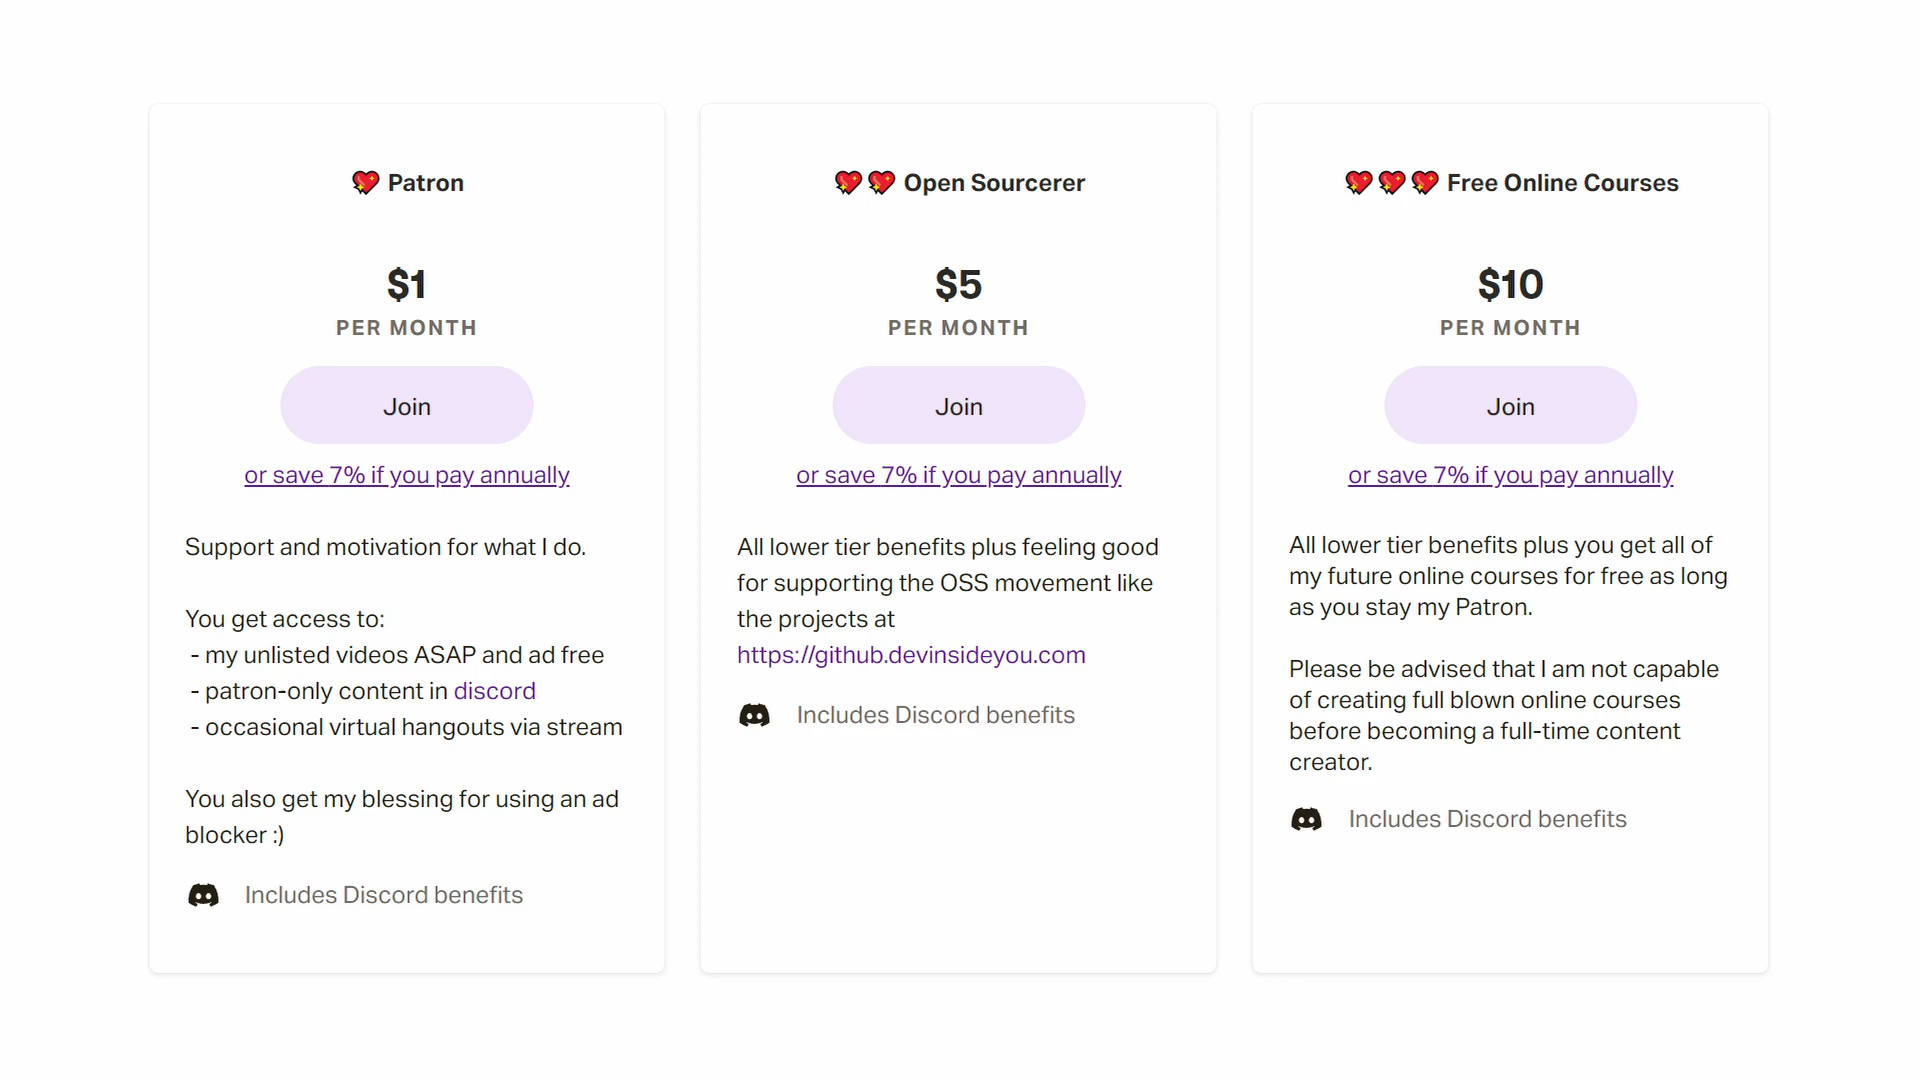 💖 Patron
$1
PER MONTH
Join
or save 7% if you pay annually
Support and motivation for what I do.
You get access to:
- my unlisted videos ASAP and ad free
- patron-only content in discord
- occasional virtual hangouts via stream
You also get my blessing for using an ad
blocker :)
Includes Discord benefits
💖💖 Open Sourcerer
$5
PER MONTH
Join
or save 7% if you pay annually
All lower tier benefits plus feeling good
for supporting the OSS movement like
the projects at
https://github.devinsideyou.com
Includes Discord benefits
💖💖💖 Free Online Courses
$10
PER MONTH
Join
or save 7% if you pay annually
All lower tier benefits plus you get all of
my future online courses for free as long
as you stay my Patron.
Please be advised that I am not capable
of creating full blown online courses
before becoming a full-time content
creator.
Includes Discord benefits